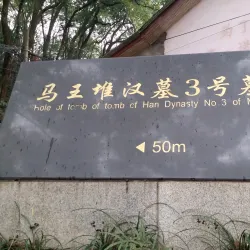 马王堆汉墓3号墓
hole of tomb of tomb of Han Dynasty No 3 of
◀ 50m